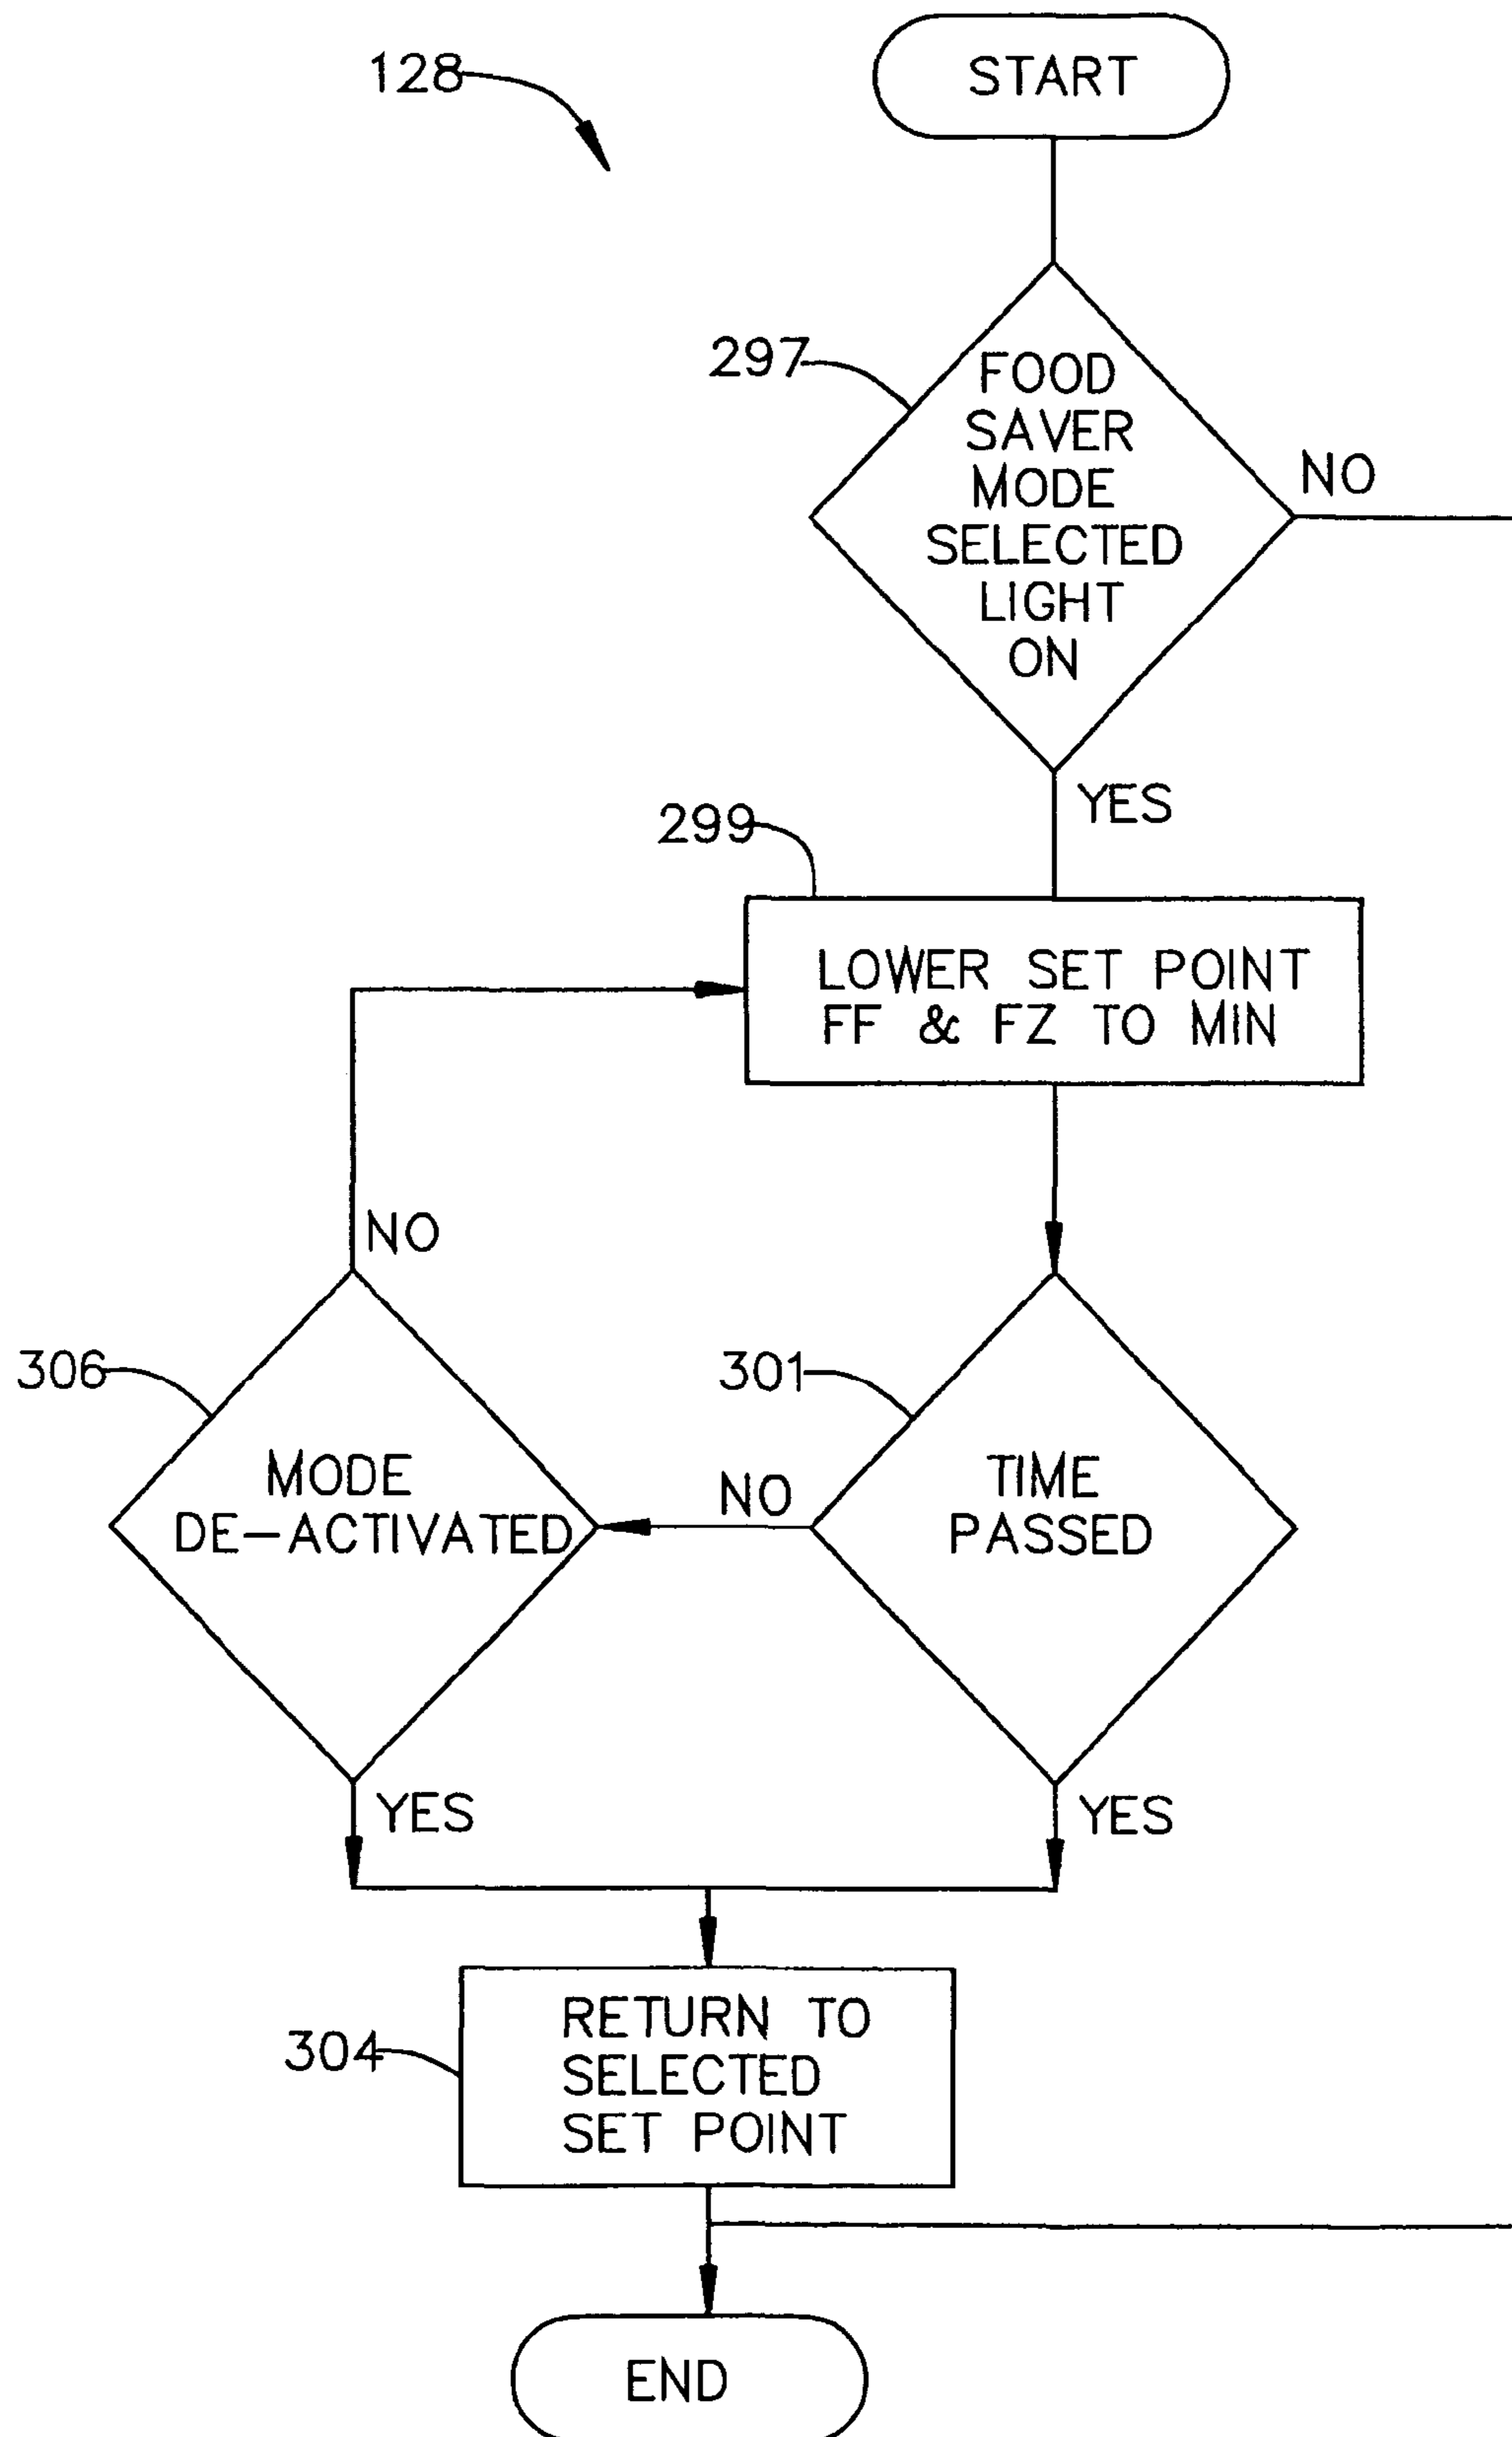 128
START
297
FOOD
SAVER
MODE
SELECTED
LIGHT
ON
NO
YES
299
LOWER SET POINT
FF & FZ TO MIN
NO
306
MODE
DE-ACTIVATED
NO
301
TIME
PASSED
YES
YES
304
RETURN TO
SELECTED
SET POINT
END